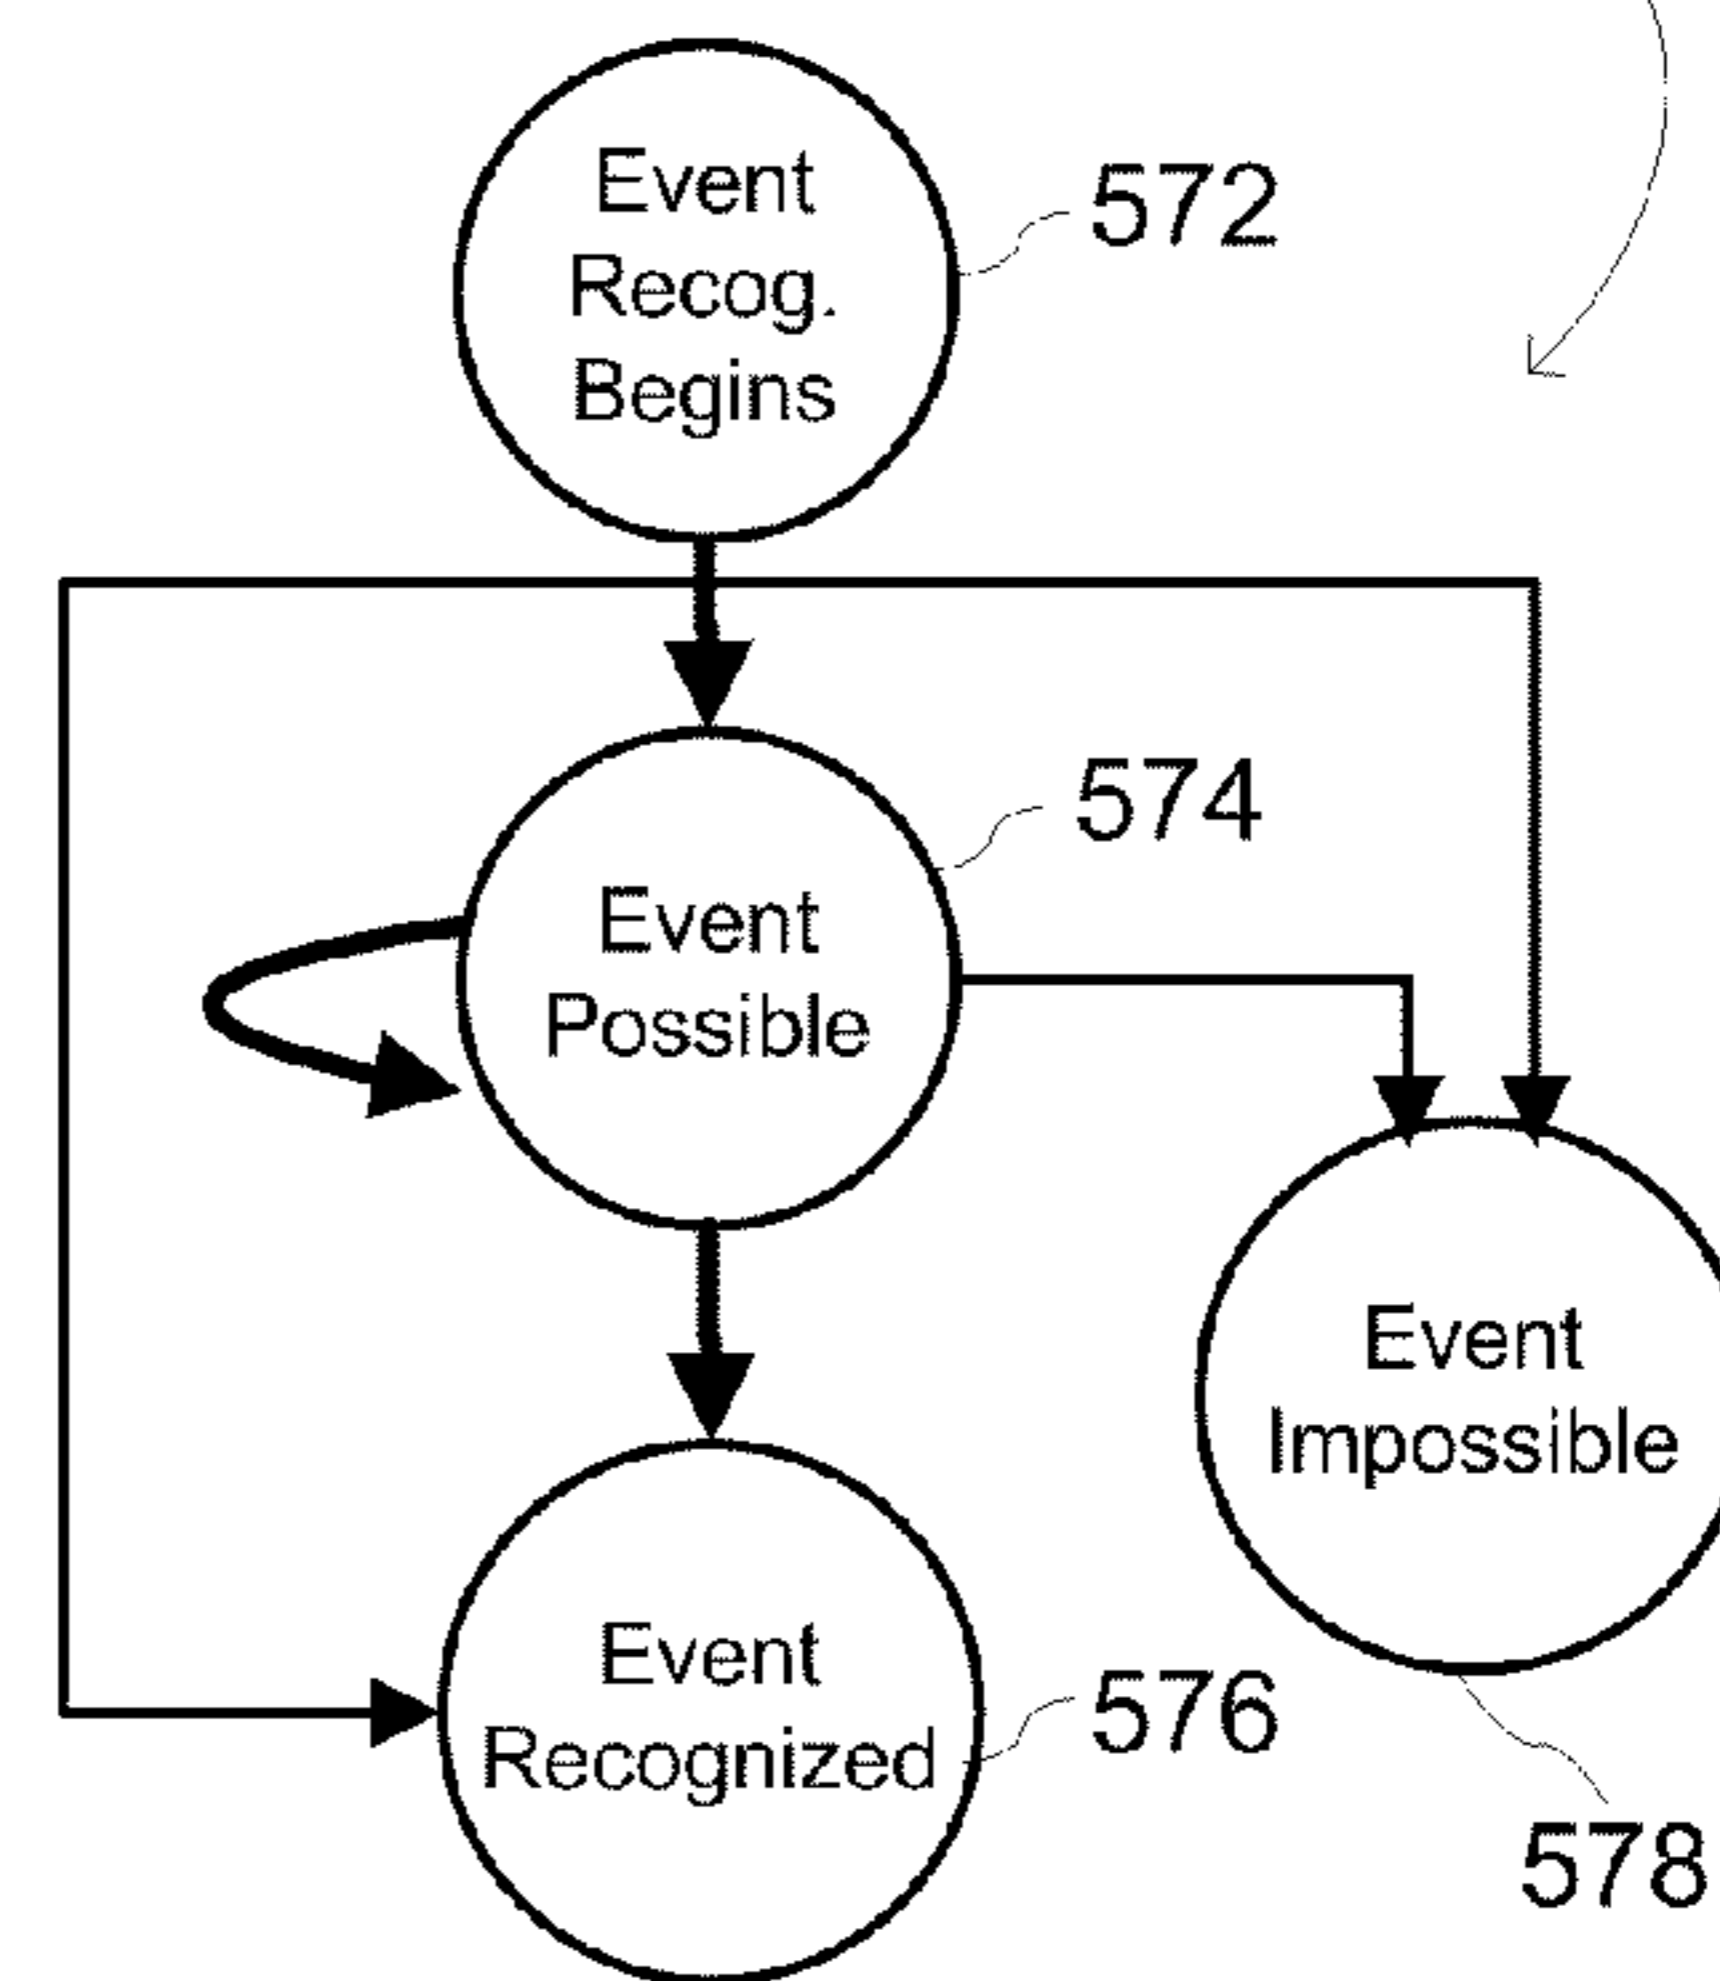 Event
Recog.
Begins
572
574
Event
Possible
Event
Impossible
Event
Recognized
576
578